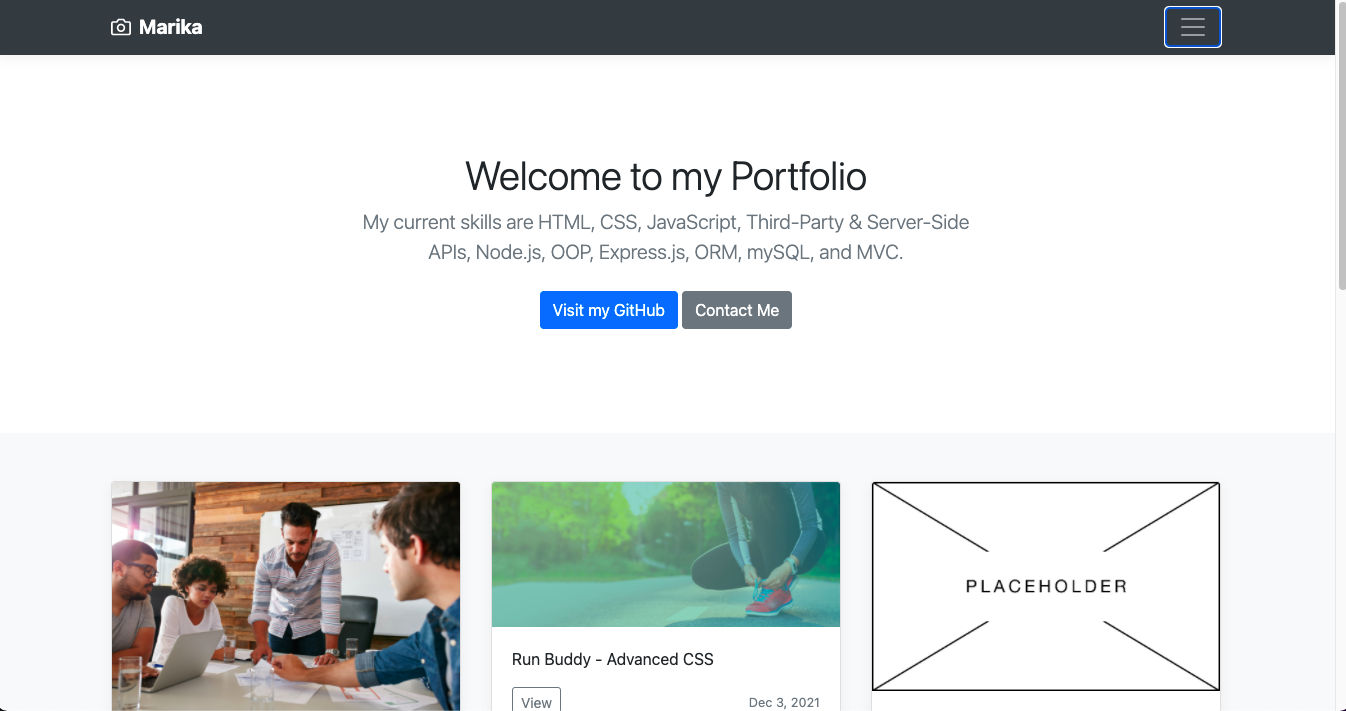 Marika
Welcome to my Portfolio
My current skills are HTML, CSS, JavaScript, Third-Party & Server-Side
APIs, Node.js, OOP, Express.js, ORM, mySQL, and MVC.
Visit my GitHub
Contact Me
PLACEHOLDER
Run Buddy - Advanced CSS
View
Dec 3, 2021